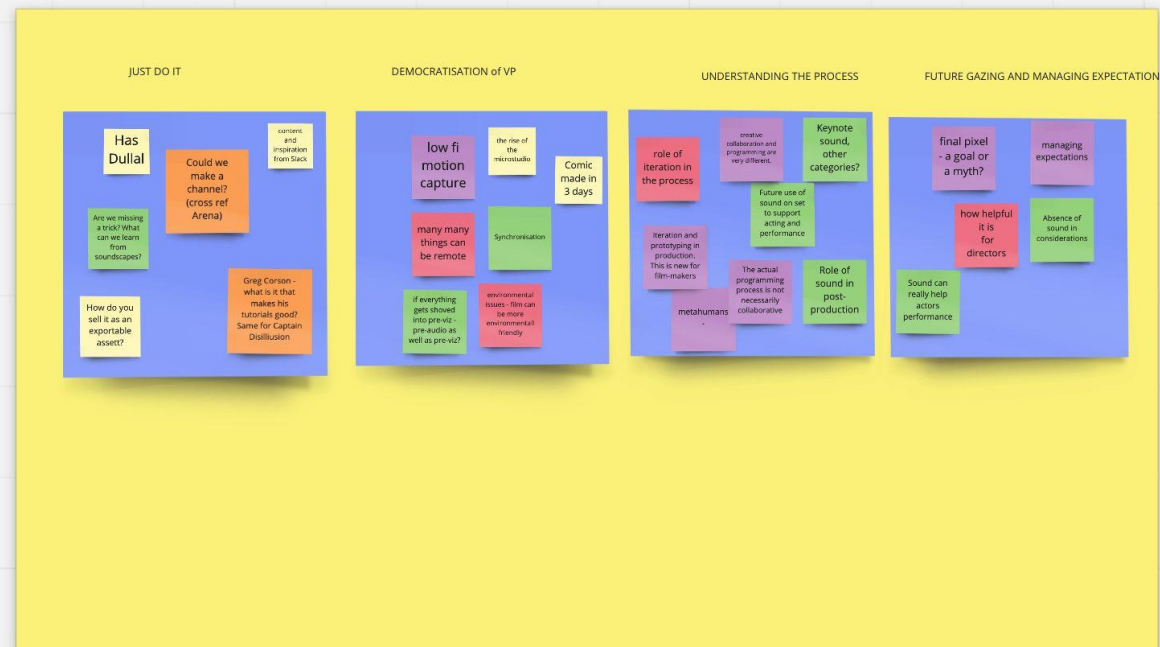 JUST DO IT
DEMOCRATISATION of VP
UNDERSTANDING THE PROCESS
FUTURE GAZING AND MANAGING EXPECTATION
Has
Dullal
content
and
inspiration
from Slack
Could we
make a
channel?
(cross ref
Arena)
Are we missing
a trick? What
can we learn
from
soundscapes?
Greg Corson -
what is it that
makes his
tutorials good?
Same for Captain
Disilliusion
How do you
sell it as an
exportable
assett?
low fi
motion
capture
the rise of
the
microstudio
Comic
made in
3 days
many many
things can
be remote
Synchronisation
if everything
gets shoved
into pre-viz -
pre-audio as
well as pre-viz?
environmental
issues - film can
be more
environmentall
friendly
role of
iteration in
the process
creative
collaboration and
programming are
very different.
Keynote
sound,
other
categories?
Future use of
sound on set
to support
acting and
performance
Iteration and
prototyping in
production.
This is new for
film-makers
metahumans
-
The actual
programming
process is not
necessarily
collaborative
Role of
sound in
post-
production
final pixel
- a goal or
a myth?
managing
expectations
how helpful
it is
for
directors
Absence of
sound in
considerations
Sound can
really help
actors
performance